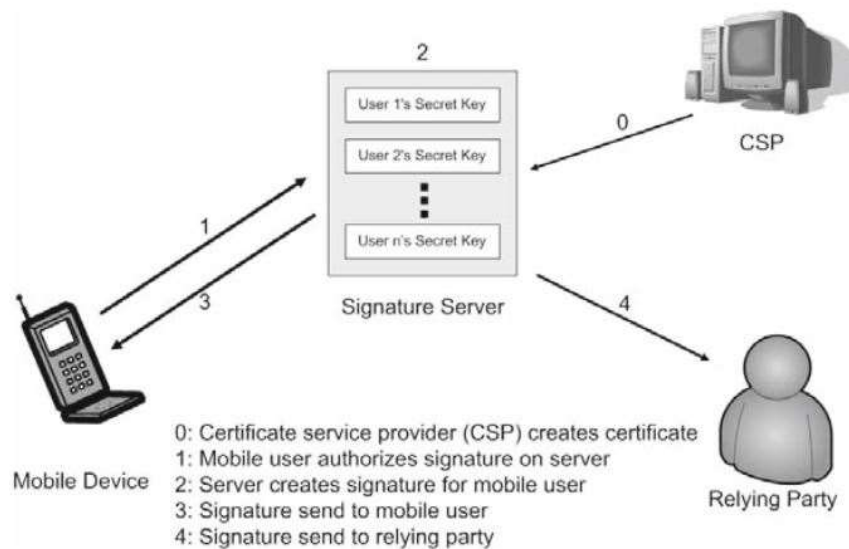 2
User 1's Secret Key
User 2's Secret Key
User n's Secret Key
Signature Server
0
CSP
1
3
4
Mobile Device
Relying Party
0: Certificate service provider (CSP) creates certificate
1: Mobile user authorizes signature on server
2: Server creates signature for mobile user
3: Signature send to mobile user
4: Signature send to relying party